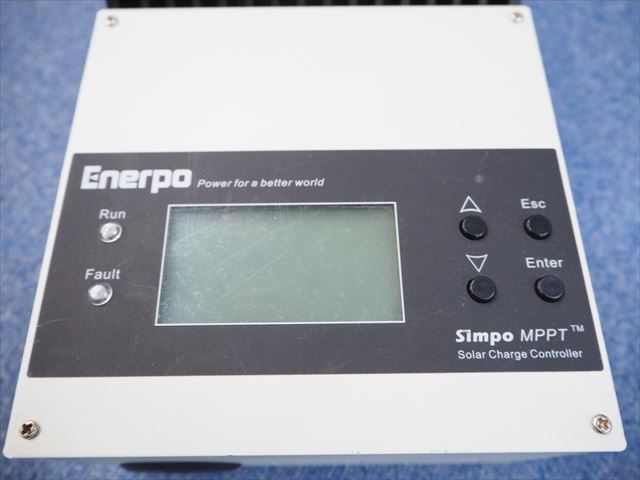 Enerpo Power for a better world
Run
Fault
△ Esc
▽ Enter
Simpo MPPT™
Solar Charge Controller